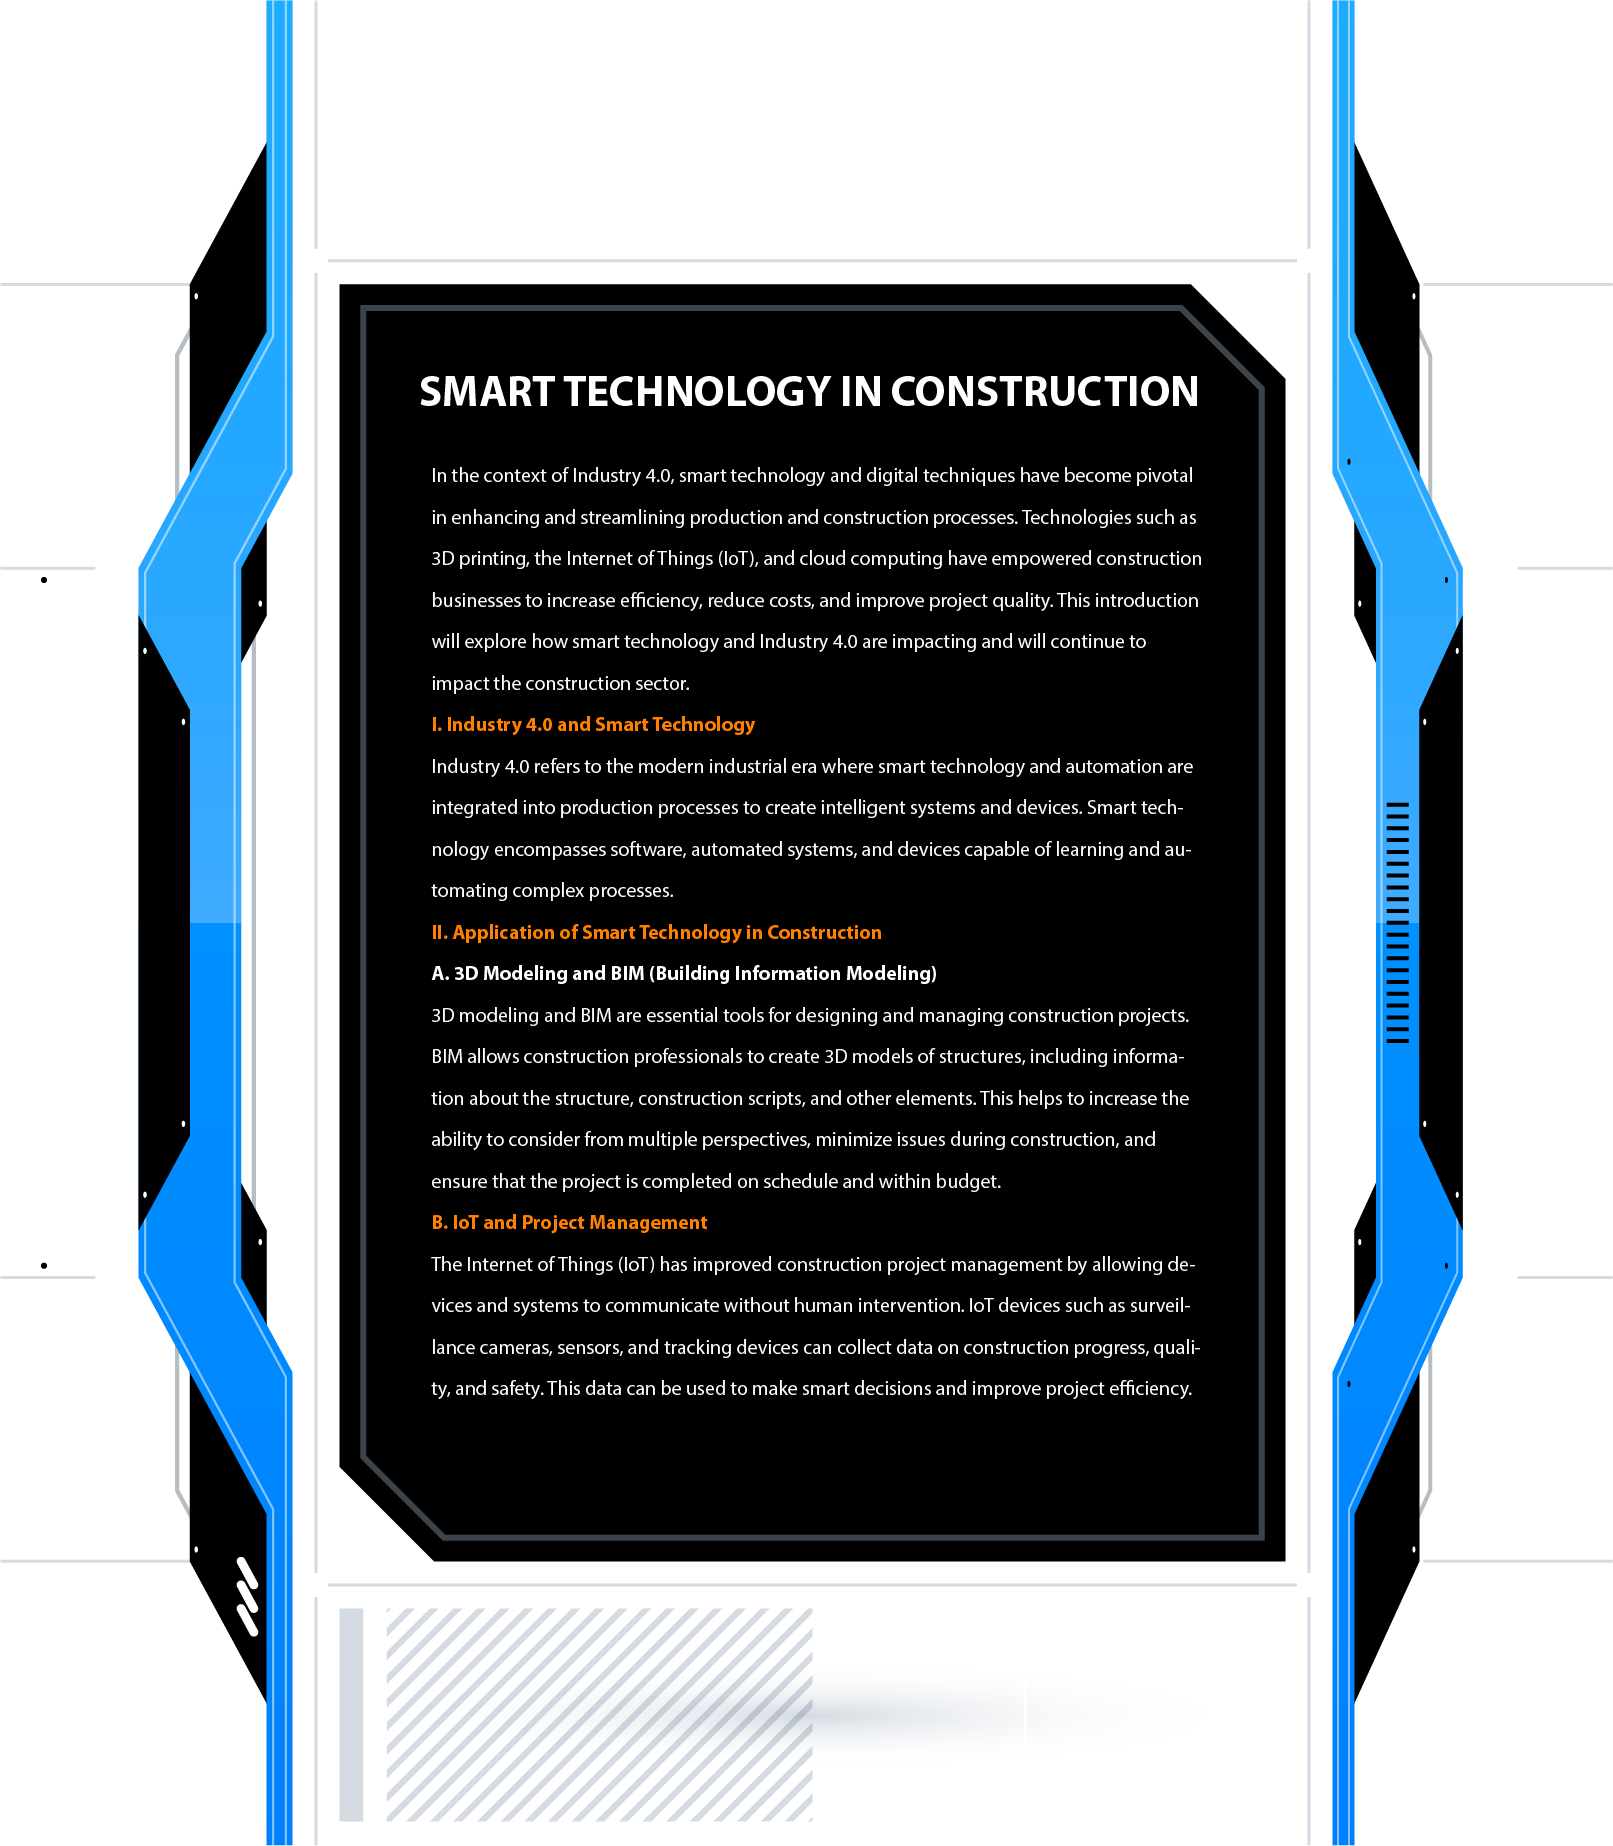 SMART TECHNOLOGY IN CONSTRUCTION
In the context of Industry 4.0, smart technology and digital techniques have become pivotal
in enhancing and streamlining production and construction processes. Technologies such as
3D printing, the Internet of Things (IoT), and cloud computing have empowered construction
businesses to increase efficiency, reduce costs, and improve project quality. This introduction
will explore how smart technology and Industry 4.0 are impacting and will continue to
impact the construction sector.
I. Industry 4.0 and Smart Technology
Industry 4.0 refers to the modern industrial era where smart technology and automation are
integrated into production processes to create intelligent systems and devices. Smart tech-
nology encompasses software, automated systems, and devices capable of learning and au-
tomating complex processes.
II. Application of Smart Technology in Construction
A. 3D Modeling and BIM (Building Information Modeling)
3D modeling and BIM are essential tools for designing and managing construction projects.
BIM allows construction professionals to create 3D models of structures, including informa-
tion about the structure, construction scripts, and other elements. This helps to increase the
ability to consider from multiple perspectives, minimize issues during construction, and
ensure that the project is completed on schedule and within budget.
B. IoT and Project Management
The Internet of Things (IoT) has improved construction project management by allowing de-
vices and systems to communicate without human intervention. IoT devices such as surveil-
lance cameras, sensors, and tracking devices can collect data on construction progress, quali-
ty, and safety. This data can be used to make smart decisions and improve project efficiency.